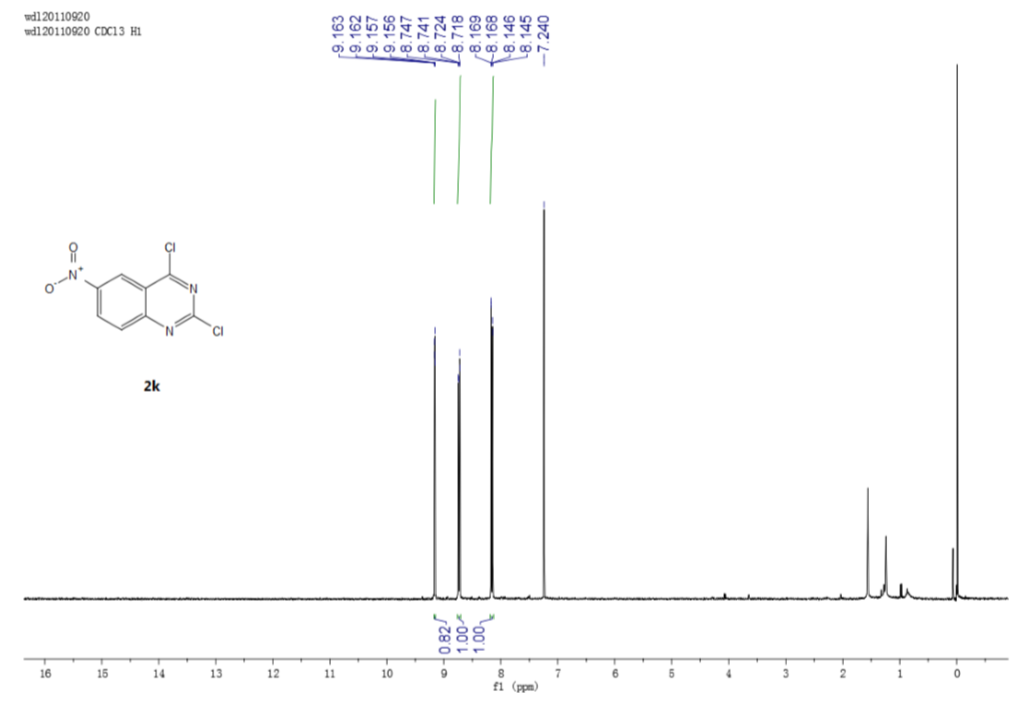 wdl20110920
wdl20110920 CDCl3 H1
9.163
9.162
9.157
9.156
8.747
8.741
8.724
8.718
8.169
8.168
8.146
8.145
7.240
O
N+
O-
Cl
N
N
Cl
2k
0.82
1.00
1.00
16 15 14 13 12 11 10 9 8 7 6 5 4 3 2 1 0
f1 (ppm)